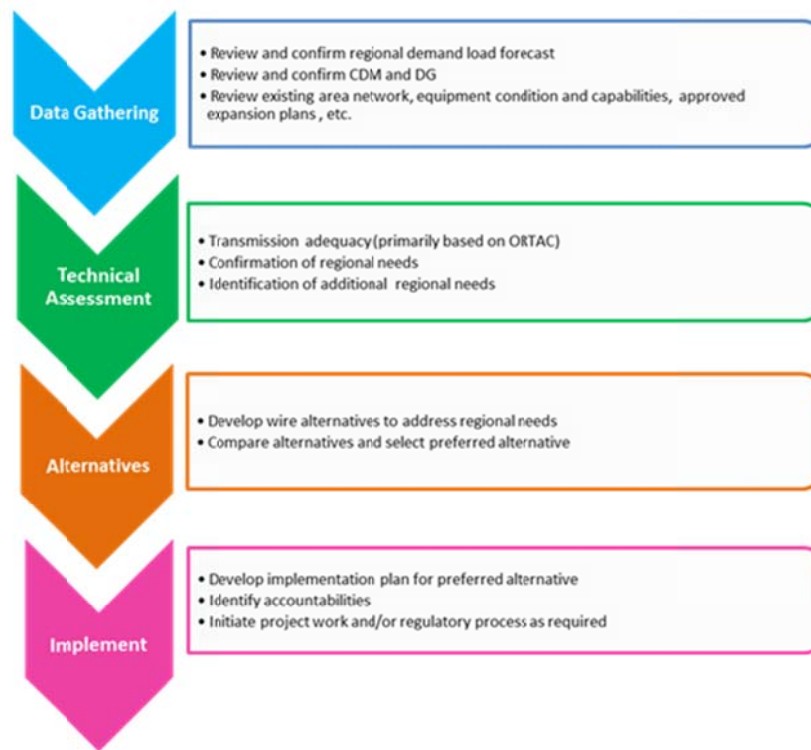 Data Gathering
• Review and confirm regional demand load forecast
• Review and confirm CDM and DG
• Review existing area network, equipment condition and capabilities, approved
expansion plans , etc.
Technical
Assessment
• Transmission adequacy(primarily based on ORTAC)
• Confirmation of regional needs
• Identification of additional regional needs
Alternatives
• Develop wire alternatives to address regional needs
• Compare alternatives and select preferred alternative
Implement
• Develop implementation plan for preferred alternative
• Identify accountabilities
• Initiate project work and/or regulatory process as required